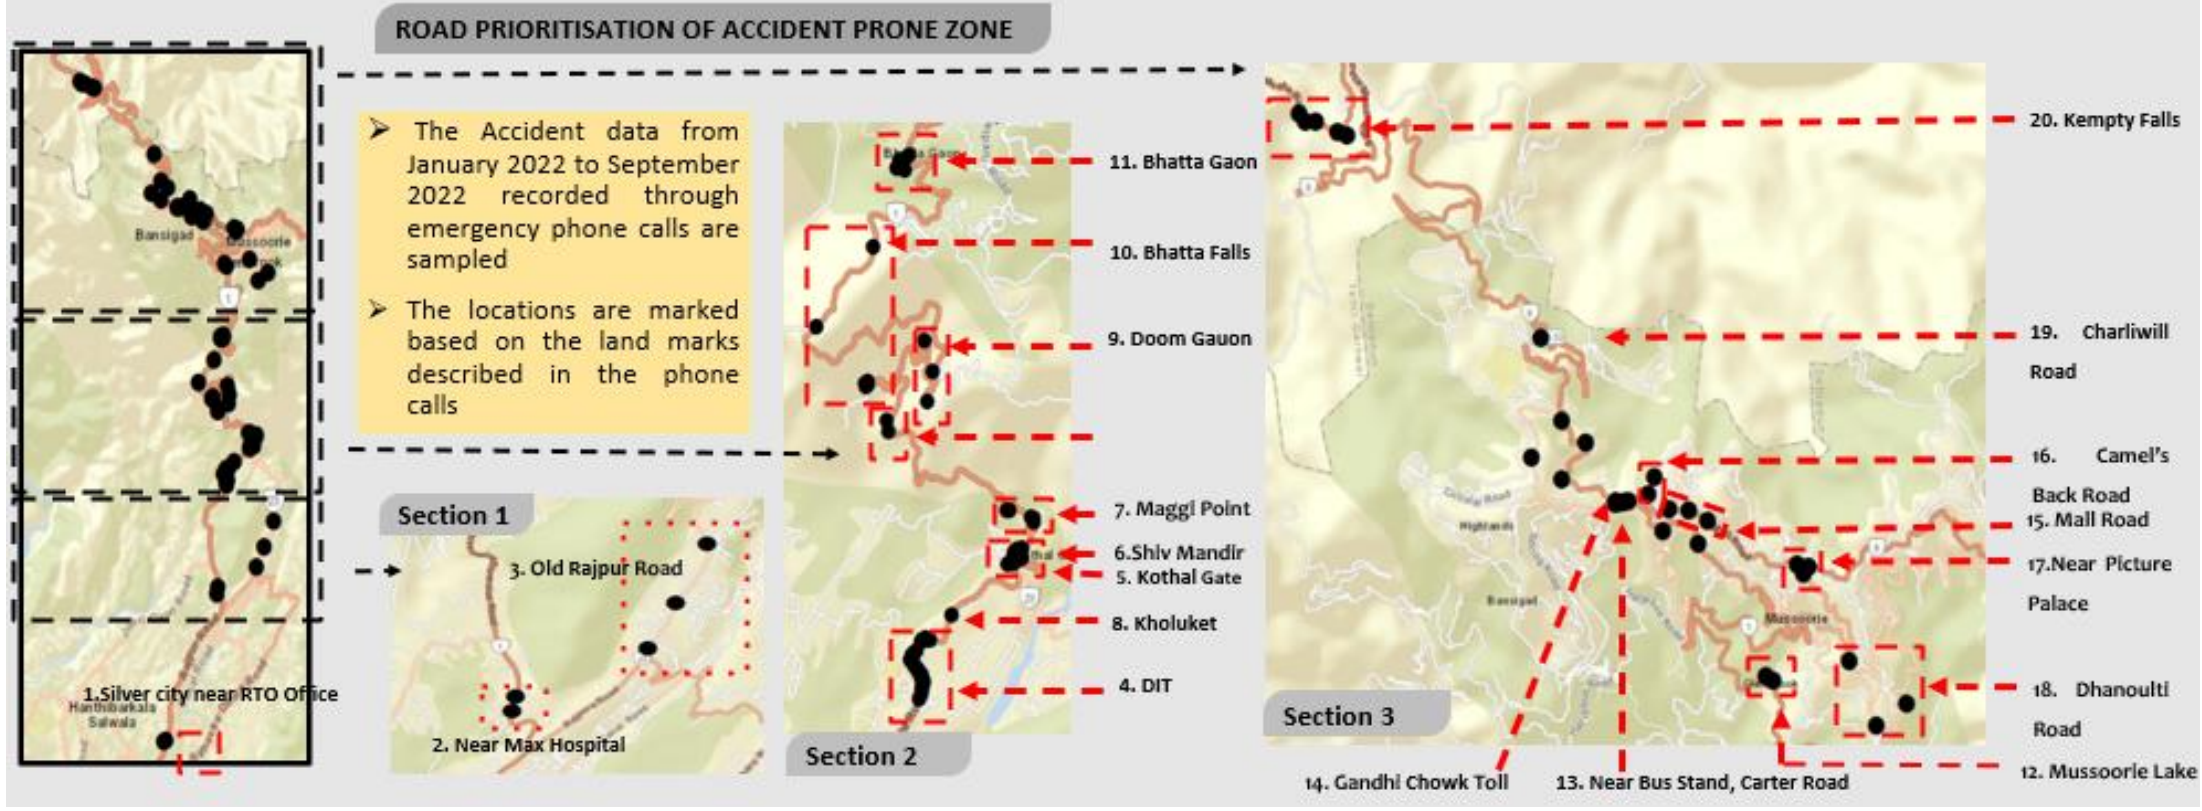 ROAD PRIORITISATION OF ACCIDENT PRONE ZONE
➢ The Accident data from
January 2022 to September
2022 recorded through
emergency phone calls are
sampled
➢ The locations are marked
based on the land marks
described in the phone
calls
Bansigad
Mussoorie
1.Silver city near RTO Office
Hanthibarkala
Salwala
Section 1
3. Old Rajpur Road
2. Near Max Hospital
11. Bhatta Gaon
10. Bhatta Falls
9. Doom Gauon
7. Maggi Point
6.Shiv Mandir
5. Kothal Gate
8. Kholuket
4. DIT
Section 2
20. Kempty Falls
19. Charliwill
Road
16. Camel's
Back Road
15. Mall Road
17.Near Picture
Palace
18. Dhanoulti
Road
12. Mussoorie Lake
Highlands
Bansigad
Mussoorie
Section 3
14. Gandhi Chowk Toll
13. Near Bus Stand, Carter Road